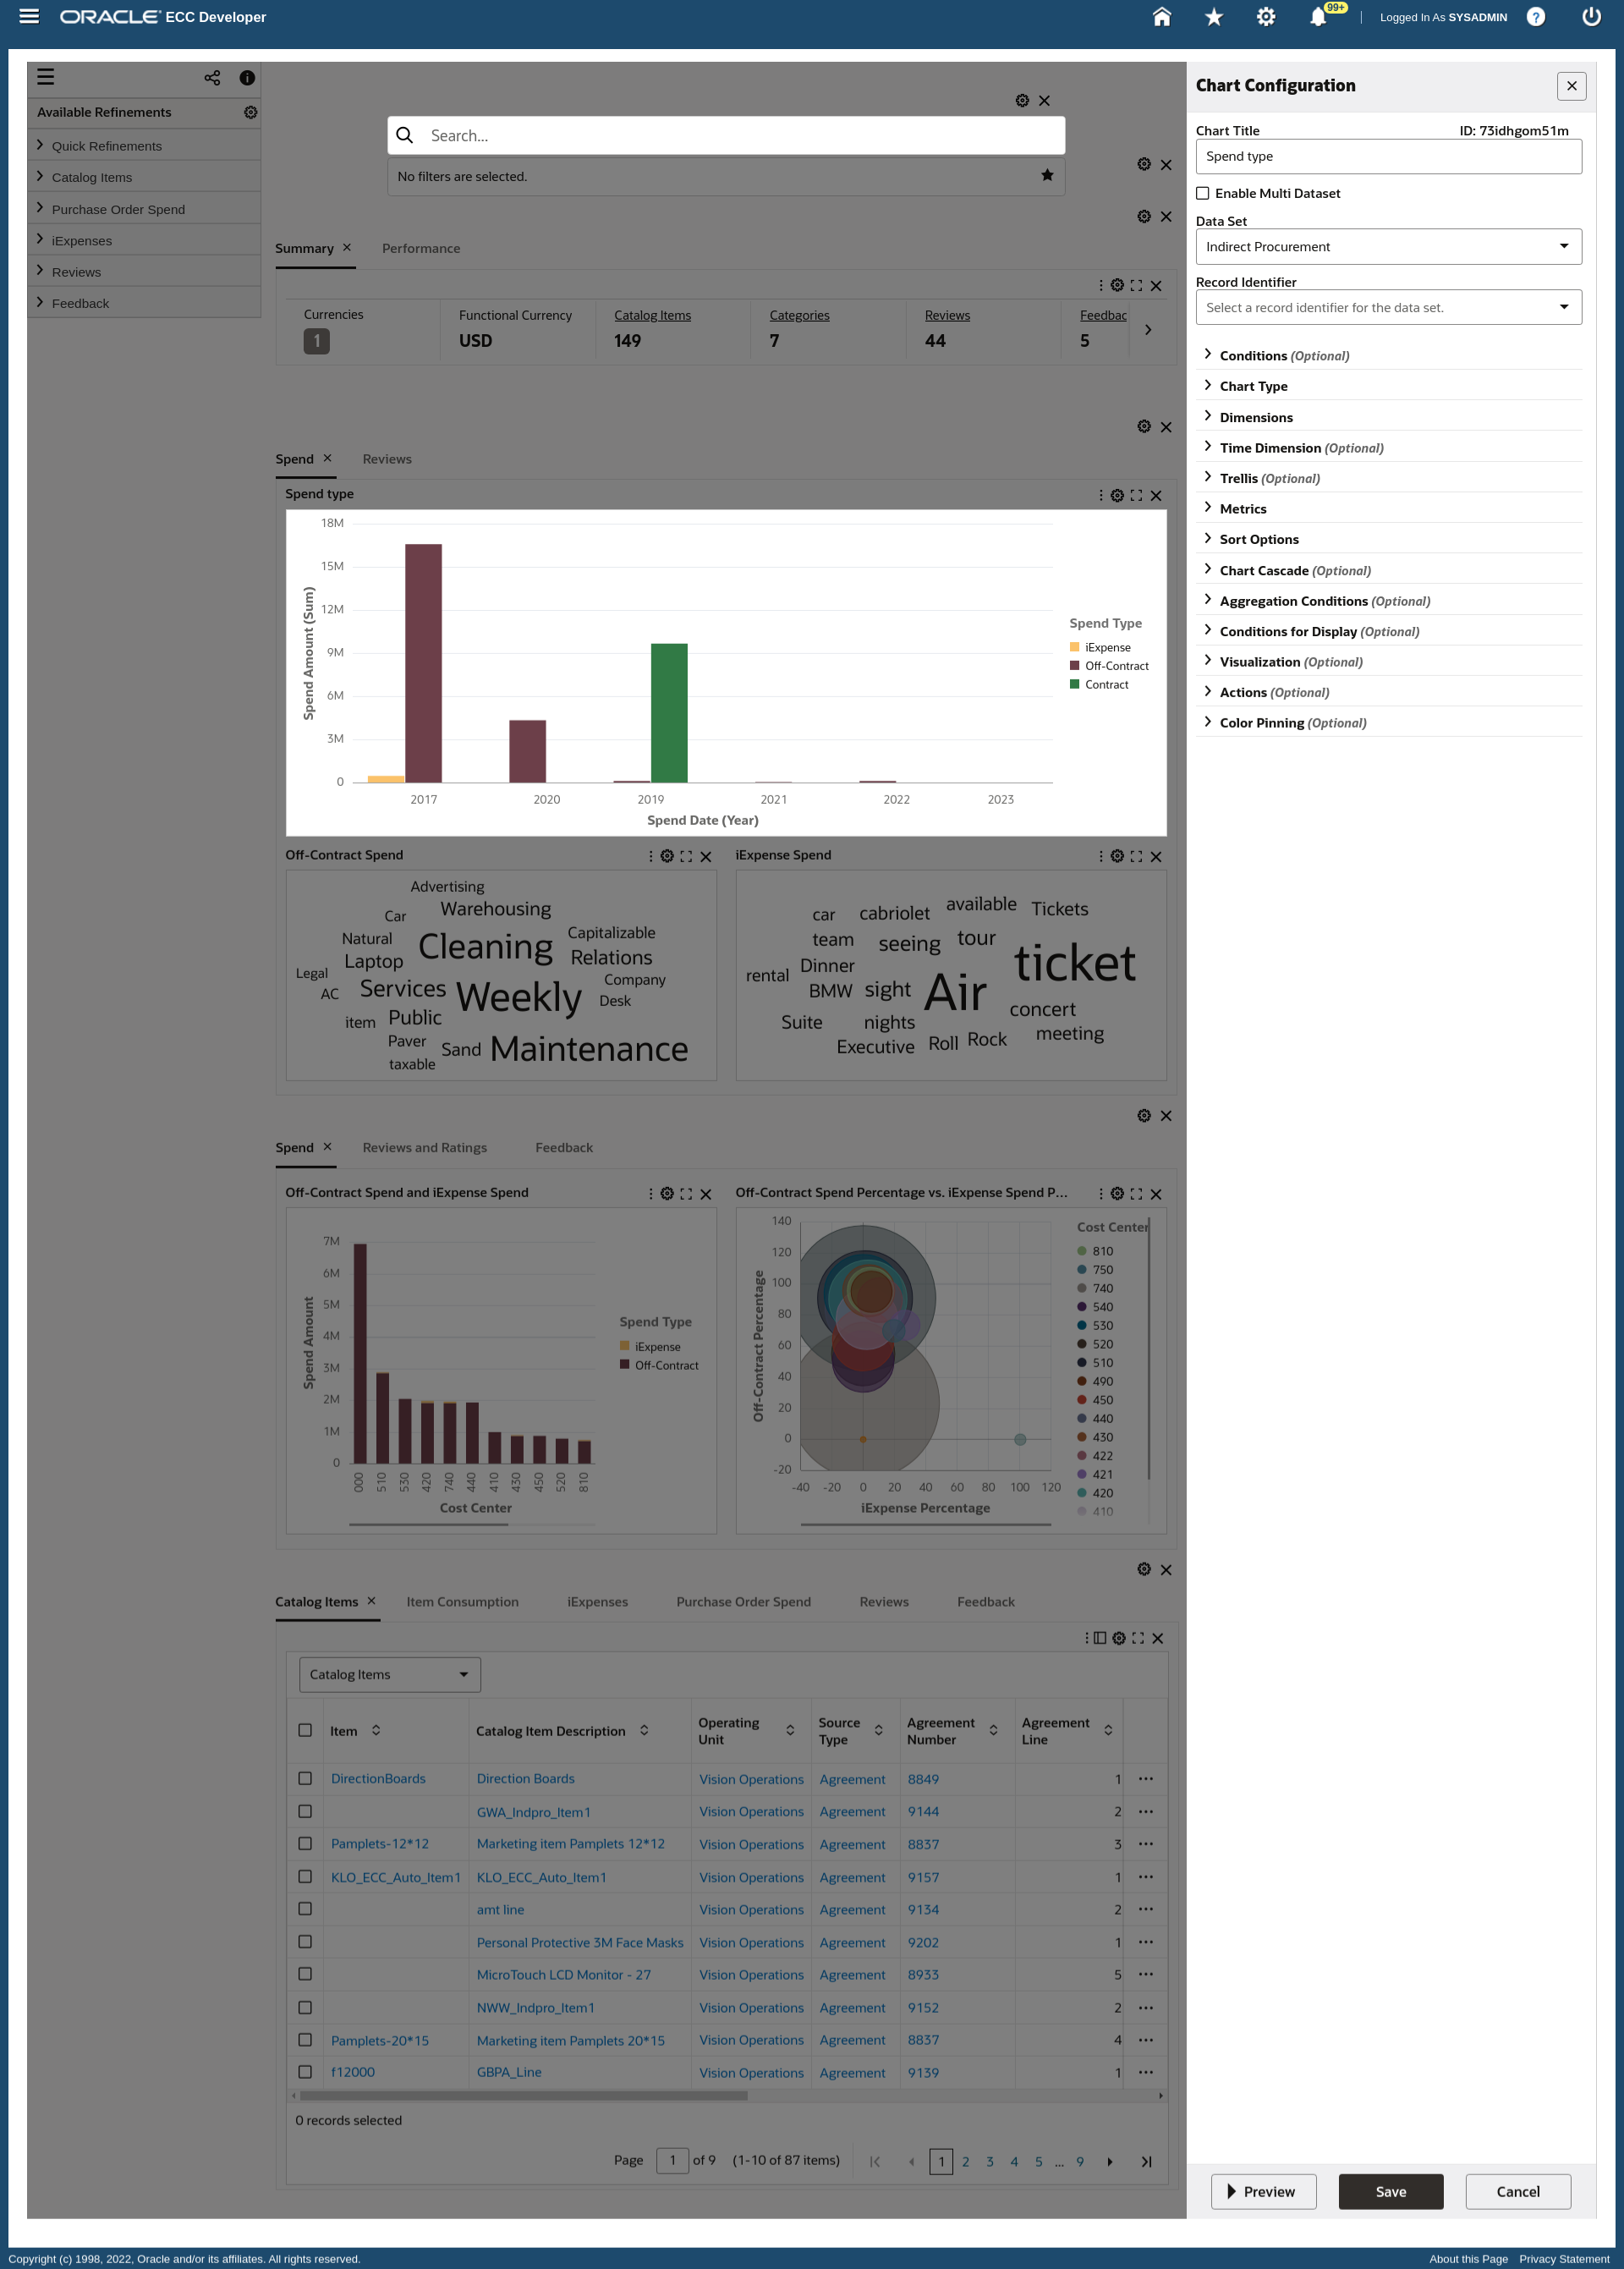 ORACLE ECC Developer
99+
Logged In As SYSADMIN
?
Available Refinements
Quick Refinements
Catalog Items
Purchase Order Spend
iExpenses
Reviews
Feedback
Search...
No filters are selected.
Summary Performance
Currencies Functional Currency Catalog Items Categories Reviews Feedbac
1 USD 149 7 44 5
Spend Reviews
Spend type
18M
15M
12M
9M
6M
3M
0
Spend Amount (Sum)
2017 2020 2019 2021 2022 2023
Spend Date (Year)
Spend Type
iExpense
Off-Contract
Contract
Off-Contract Spend
Advertising
Car Warehousing
Natural Cleaning Capitalizable
Laptop Relations
Legal Company
AC Services Weekly Desk
item Public
Paver Sand Maintenance
taxable
iExpense Spend
car cabriolet available Tickets
team seeing tour
rental Dinner ticket
BMW sight Air concert
Suite nights meeting
Executive Roll Rock
Spend Reviews and Ratings Feedback
Off-Contract Spend and iExpense Spend
7M
6M
5M
4M
3M
2M
1M
0
Spend Amount
000 510 530 420 740 440 410 430 450 520 810
Cost Center
Spend Type
iExpense
Off-Contract
Off-Contract Spend Percentage vs. iExpense Spend P...
140
120
100
80
60
40
20
0
-20
Off-Contract Percentage
-40 -20 0 20 40 60 80 100 120
iExpense Percentage
Cost Center
810
750
740
540
530
520
510
490
450
440
430
422
421
420
410
Catalog Items Item Consumption iExpenses Purchase Order Spend Reviews Feedback
Catalog Items
Item Catalog Item Description Operating Unit Source Type Agreement Number Agreement Line
DirectionBoards Direction Boards Vision Operations Agreement 8849 1
GWA_Indpro_Item1 Vision Operations Agreement 9144 2
Pamplets-12*12 Marketing item Pamplets 12*12 Vision Operations Agreement 8837 3
KLO_ECC_Auto_Item1 KLO_ECC_Auto_Item1 Vision Operations Agreement 9157 1
amt line Vision Operations Agreement 9134 2
Personal Protective 3M Face Masks Vision Operations Agreement 9202 1
MicroTouch LCD Monitor - 27 Vision Operations Agreement 8933 5
NWW_Indpro_Item1 Vision Operations Agreement 9152 2
Pamplets-20*15 Marketing item Pamplets 20*15 Vision Operations Agreement 8837 4
f12000 GBPA_Line Vision Operations Agreement 9139 1
0 records selected
Page 1 of 9 (1-10 of 87 items) 1 2 3 4 5 ... 9
Chart Configuration
Chart Title ID: 73idhgom51m
Spend type
Enable Multi Dataset
Data Set
Indirect Procurement
Record Identifier
Select a record identifier for the data set.
Conditions (Optional)
Chart Type
Dimensions
Time Dimension (Optional)
Trellis (Optional)
Metrics
Sort Options
Chart Cascade (Optional)
Aggregation Conditions (Optional)
Conditions for Display (Optional)
Visualization (Optional)
Actions (Optional)
Color Pinning (Optional)
Preview Save Cancel
Copyright (c) 1998, 2022, Oracle and/or its affiliates. All rights reserved.
About this Page Privacy Statement